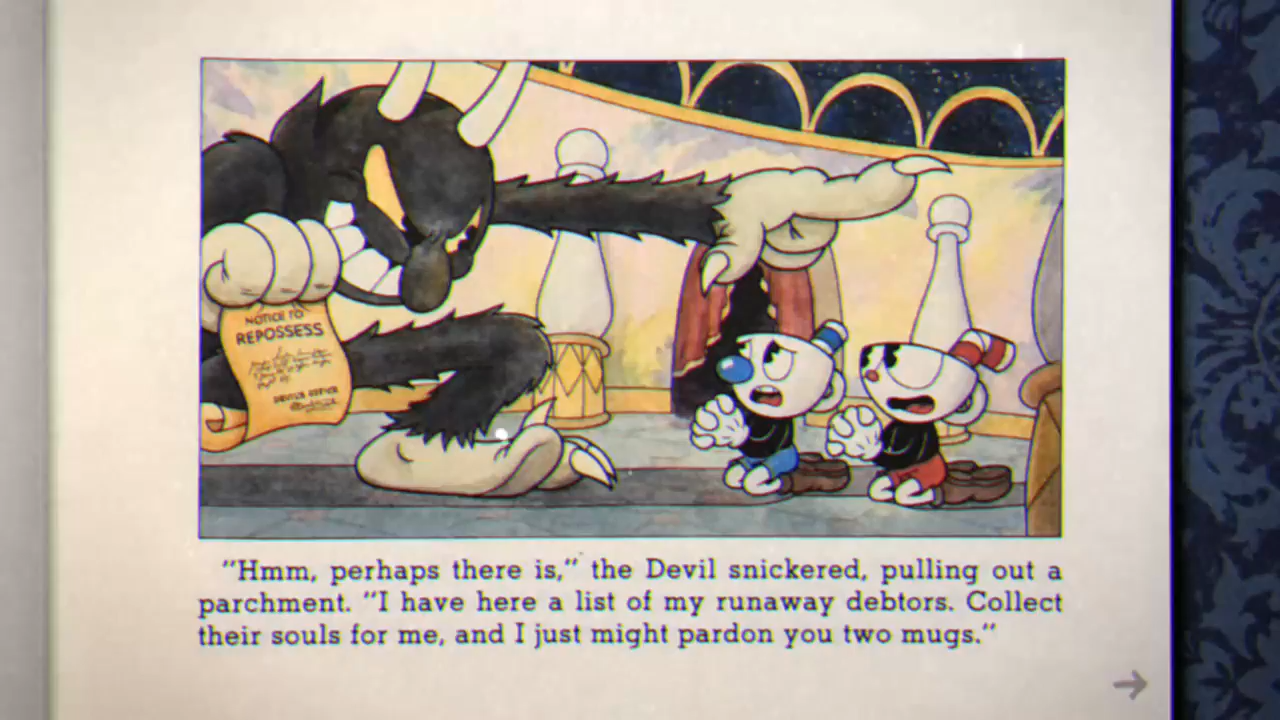 NOTICE TO
REPOSSESS
“Hmm, perhaps there is,” the Devil snickered, pulling out a
parchment. “I have here a list of my runaway debtors. Collect
their souls for me, and I just might pardon you two mugs.”